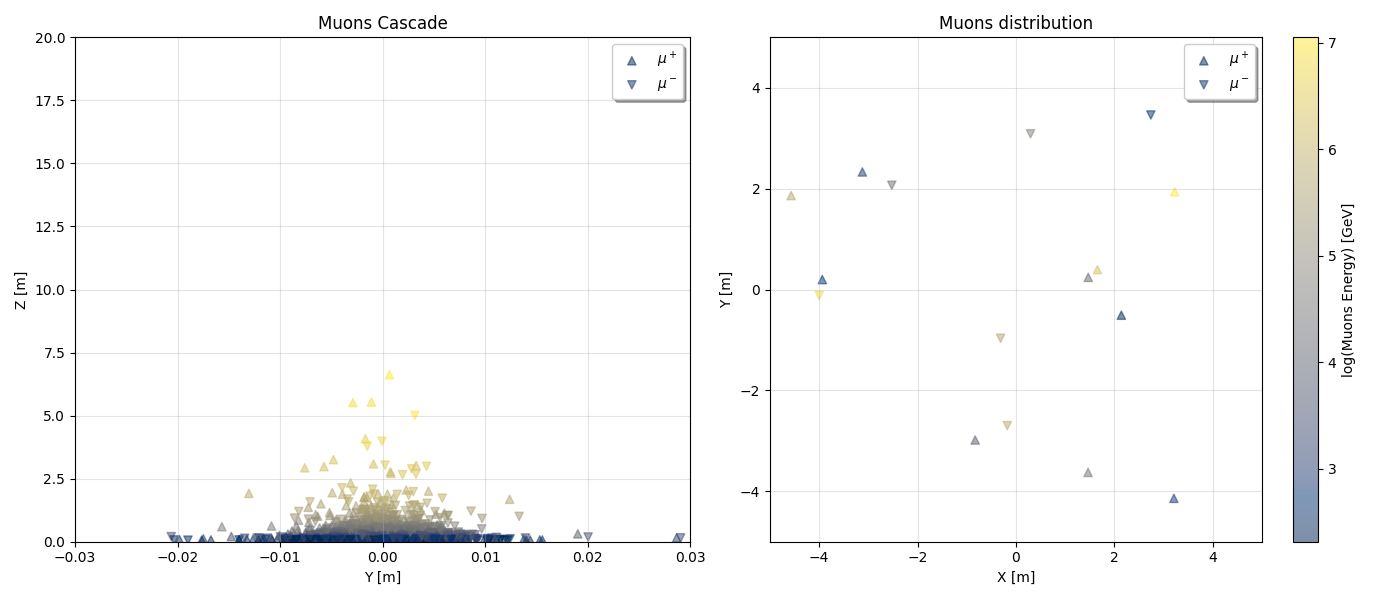 Muons Cascade
20.0
17.5
15.0
12.5
10.0
7.5
5.0
2.5
0.0
Z [m]
−0.03
−0.02
−0.01
0.00
0.01
0.02
0.03
Y [m]
μ⁺
μ⁻
Muons distribution
4
2
0
−2
−4
Y [m]
−4
−2
0
2
4
X [m]
μ⁺
μ⁻
7
6
5
4
3
log(Muons Energy) [GeV]